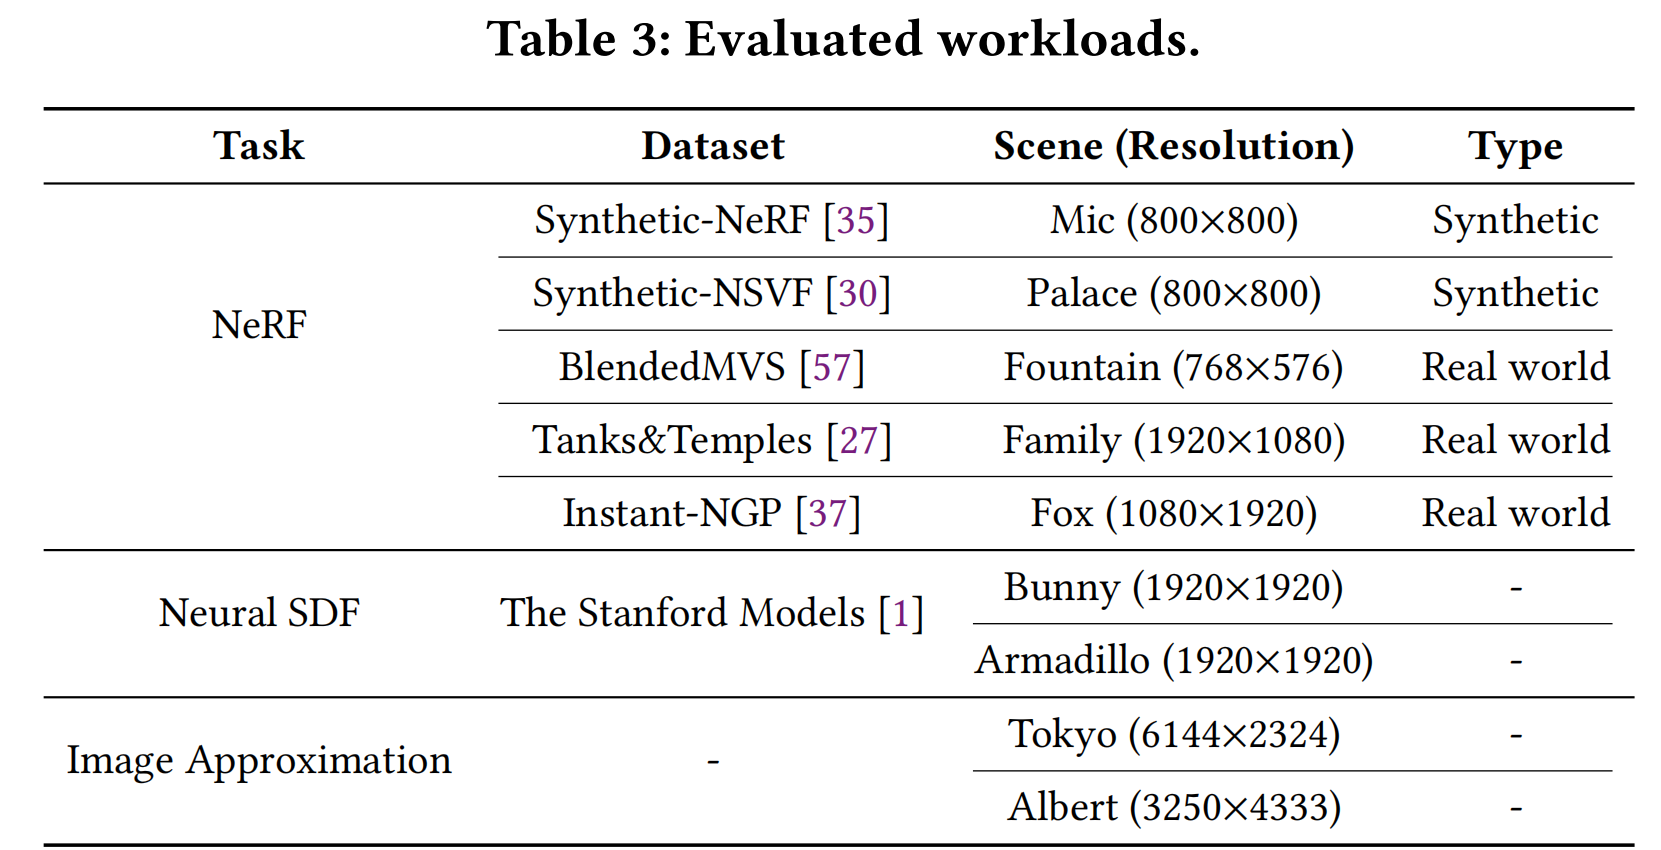 Table 3: Evaluated workloads.
Task Dataset Scene (Resolution) Type
Synthetic-NeRF [35] Mic (800×800) Synthetic
Synthetic-NSVF [30] Palace (800×800) Synthetic
NeRF
BlendedMVS [57] Fountain (768×576) Real world
Tanks&Temples [27] Family (1920×1080) Real world
Instant-NGP [37] Fox (1080×1920) Real world
Bunny (1920×1920) -
Neural SDF The Stanford Models [1]
Armadillo (1920×1920) -
Tokyo (6144×2324) -
Image Approximation -
Albert (3250×4333) -